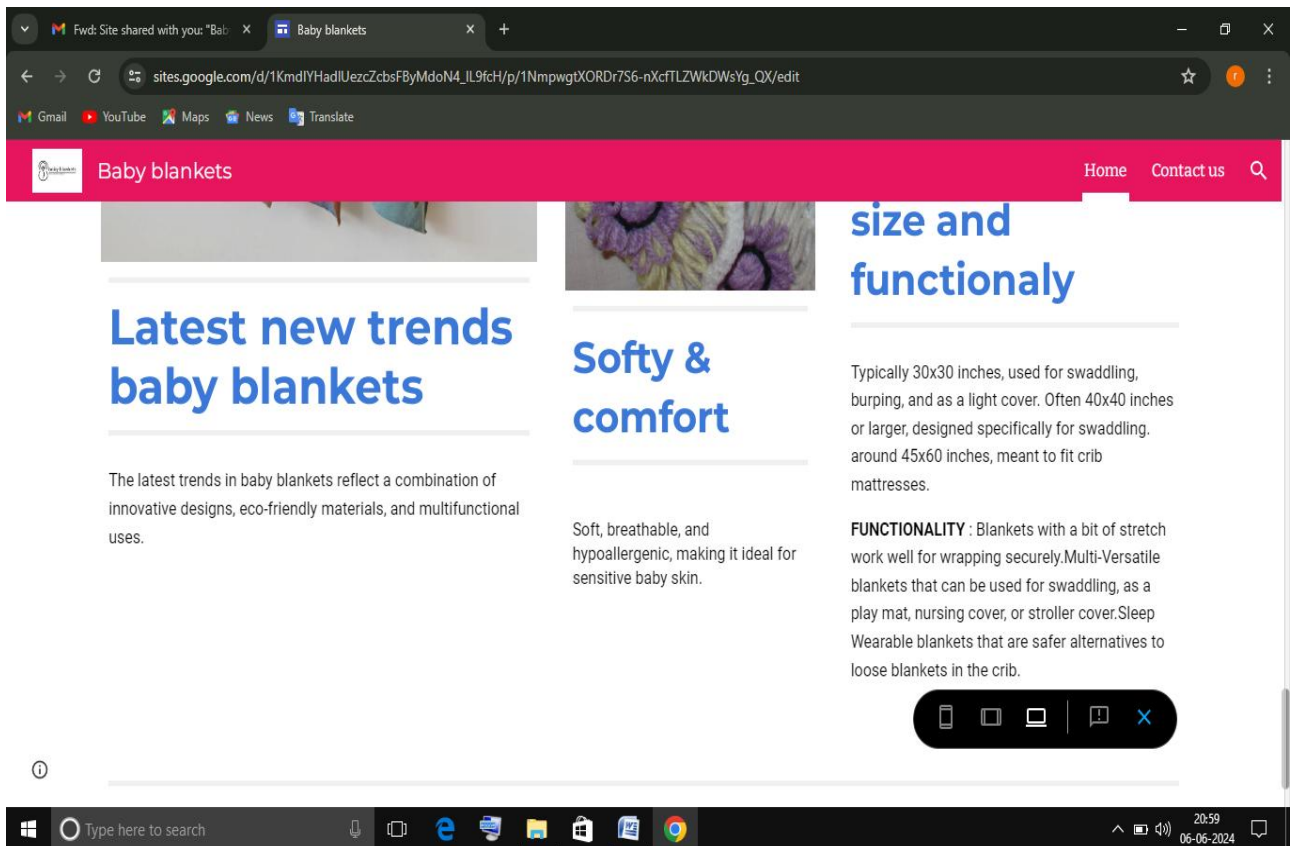 Fwd: Site shared with you: "Bab
Baby blankets
sites.google.com/d/1KmdIYHadlUezcZcbsFByMdoN4_IL9fcH/p/1NmpwgtXORDr7S6-nXcfTLZWkDWsYg_QX/edit
r
Gmail
YouTube
Maps
News
Translate
Baby blankets
Home
Contact us
Latest new trends
baby blankets
The latest trends in baby blankets reflect a combination of
innovative designs, eco-friendly materials, and multifunctional
uses.
Softy &
comfort
Soft, breathable, and
hypoallergenic, making it ideal for
sensitive baby skin.
size and
functionaly
Typically 30x30 inches, used for swaddling,
burping, and as a light cover. Often 40x40 inches
or larger, designed specifically for swaddling.
around 45x60 inches, meant to fit crib
mattresses.
FUNCTIONALITY : Blankets with a bit of stretch
work well for wrapping securely.Multi-Versatile
blankets that can be used for swaddling, as a
play mat, nursing cover, or stroller cover.Sleep
Wearable blankets that are safer alternatives to
loose blankets in the crib.
Type here to search
20:59
06-06-2024